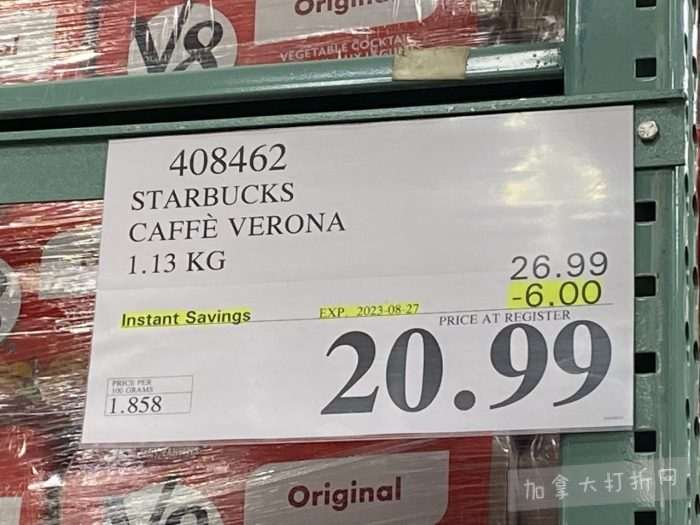 Original
V8
VEGETABLE COCKTAIL
408462
STARBUCKS
CAFFÈ VERONA
1.13 KG
26.99
Instant Savings
EXP. 2023-08-27
-6.00
PRICE AT REGISTER
20.99
PRICE PER
100 GRAMS
1.858
Original
加拿大打折网